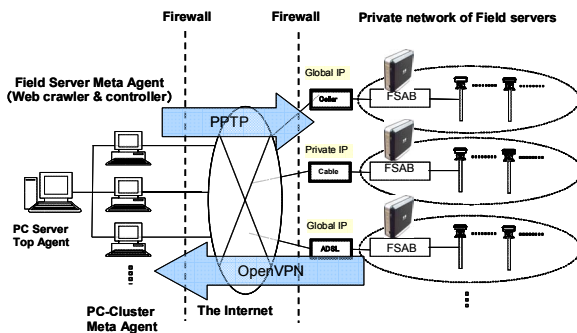 Firewall
Firewall
Private network of Field servers
Field Server Meta Agent
(Web crawler & controller)
Global IP
PPTP
Celler
FSAB
Private IP
Cable
FSAB
PC Server
Top Agent
Global IP
ADSL
FSAB
OpenVPN
PC-Cluster
Meta Agent
The Internet